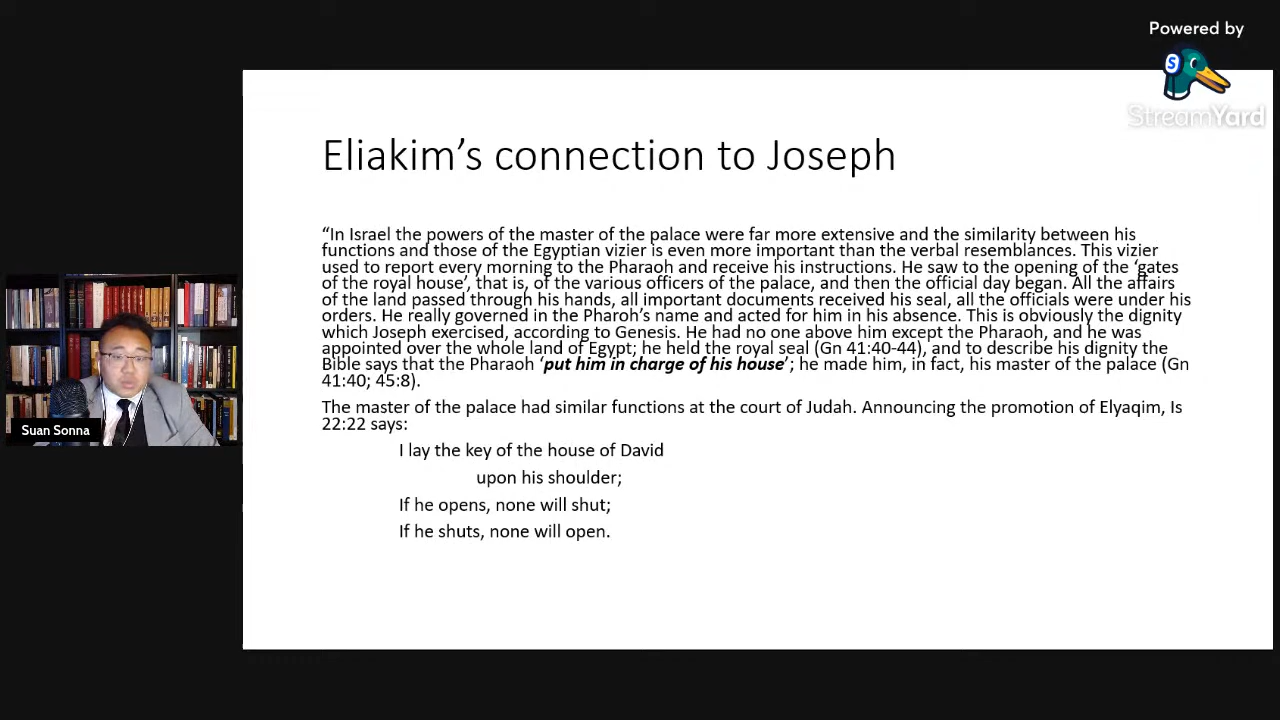 Powered by
S
StreamYard
Eliakim’s connection to Joseph
“In Israel the powers of the master of the palace were far more extensive and the similarity between his
functions and those of the Egyptian vizier is even more important than the verbal resemblances. This vizier
used to report every morning to the Pharaoh and receive his instructions. He saw to the opening of the ‘gates
of the royal house’, that is, of the various officers of the palace, and then the official day began. All the affairs
of the land passed through his hands, all important documents received his seal, all the officials were under his
orders. He really governed in the Pharoh’s name and acted for him in his absence. This is obviously the dignity
which Joseph exercised, according to Genesis. He had no one above him except the Pharaoh, and he was
appointed over the whole land of Egypt; he held the royal seal (Gn 41:40-44), and to describe his dignity the
Bible says that the Pharaoh ‘put him in charge of his house’; he made him, in fact, his master of the palace (Gn
41:40; 45:8).
The master of the palace had similar functions at the court of Judah. Announcing the promotion of Elyaqim, Is
22:22 says:
I lay the key of the house of David
upon his shoulder;
If he opens, none will shut;
If he shuts, none will open.
Suan Sonna